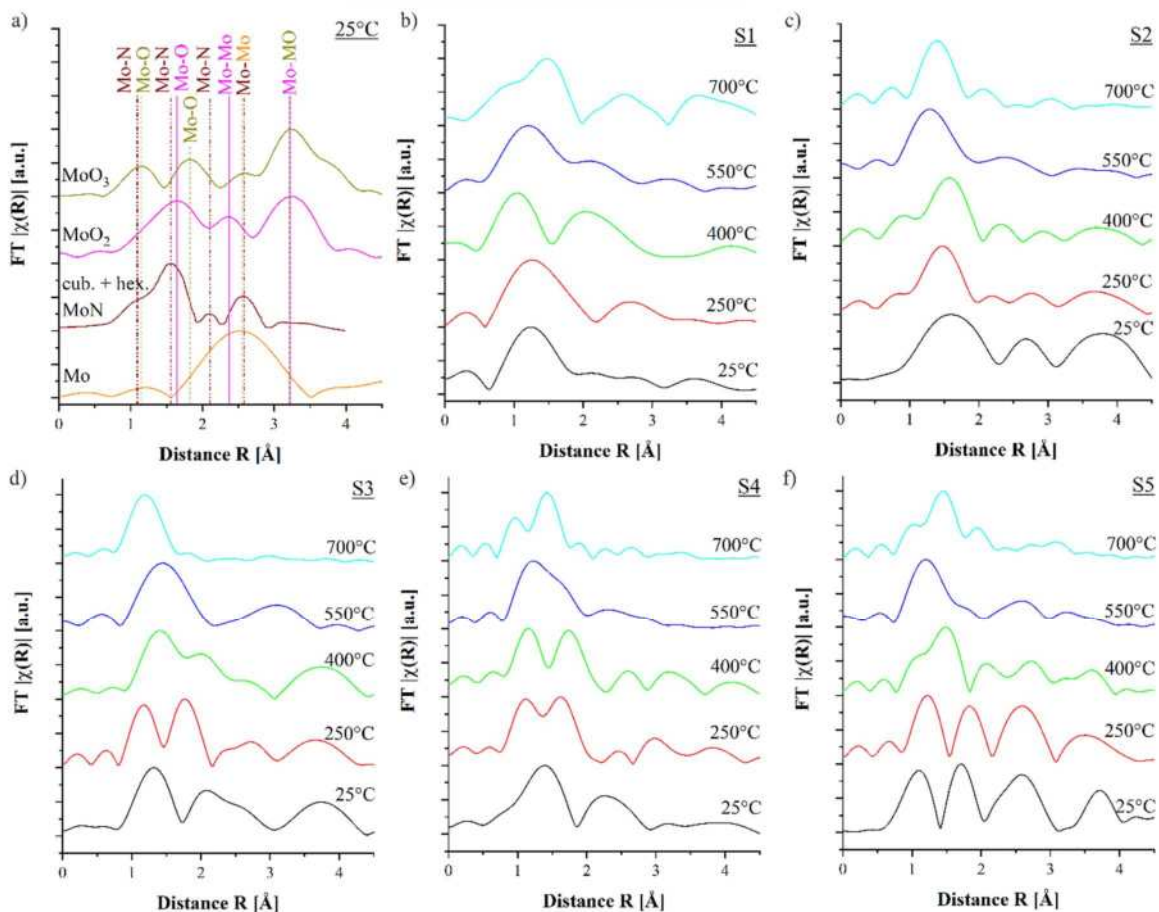 a)
25°C
Mo-N
Mo-O
Mo-N
Mo-O
Mo-O
Mo-N
Mo-Mo
Mo-Mo
Mo-MO
MoO3
MoO2
cub. + hex.
MoN
Mo
FT |χ(R)| [a.u.]
0 1 2 3 4
Distance R [Å]
b)
S1
700°C
550°C
400°C
250°C
25°C
FT |χ(R)| [a.u.]
0 1 2 3 4
Distance R [Å]
c)
S2
700°C
550°C
400°C
250°C
25°C
FT |χ(R)| [a.u.]
0 1 2 3 4
Distance R [Å]
d)
S3
700°C
550°C
400°C
250°C
25°C
FT |χ(R)| [a.u.]
0 1 2 3 4
Distance R [Å]
e)
S4
700°C
550°C
400°C
250°C
25°C
FT |χ(R)| [a.u.]
0 1 2 3 4
Distance R [Å]
f)
S5
700°C
550°C
400°C
250°C
25°C
FT |χ(R)| [a.u.]
0 1 2 3 4
Distance R [Å]